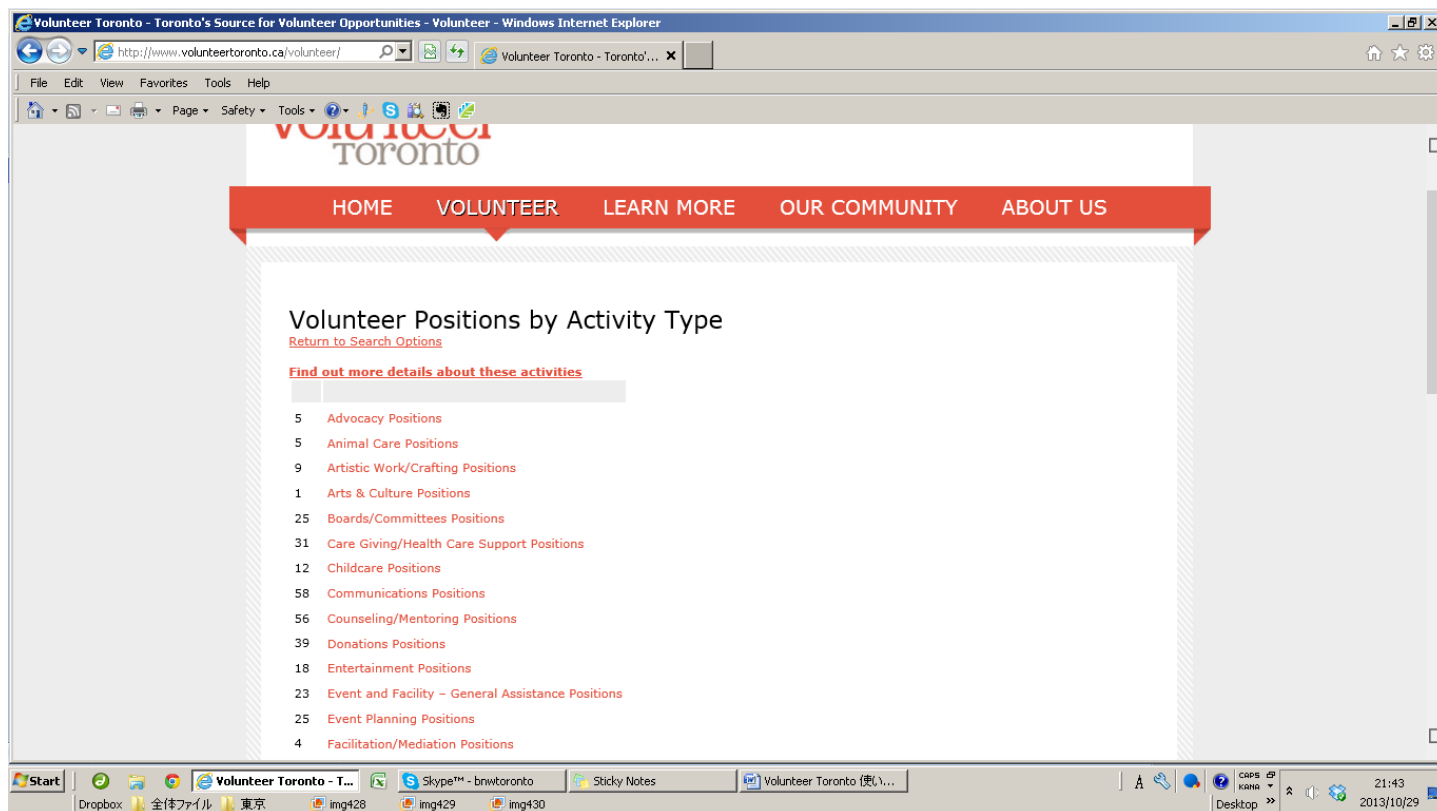 Volunteer Toronto - Toronto's Source for Volunteer Opportunities - Volunteer - Windows Internet Explorer
http://www.volunteertoronto.ca/volunteer/
Volunteer Toronto - Toronto'...
File Edit View Favorites Tools Help
Page Safety Tools
volunteer
TORONTO
HOME VOLUNTEER LEARN MORE OUR COMMUNITY ABOUT US
Volunteer Positions by Activity Type
Return to Search Options
Find out more details about these activities
5 Advocacy Positions
5 Animal Care Positions
9 Artistic Work/Crafting Positions
1 Arts & Culture Positions
25 Boards/Committees Positions
31 Care Giving/Health Care Support Positions
12 Childcare Positions
58 Communications Positions
56 Counseling/Mentoring Positions
39 Donations Positions
18 Entertainment Positions
23 Event and Facility – General Assistance Positions
25 Event Planning Positions
4 Facilitation/Mediation Positions
Start Volunteer Toronto - T... Skype™ - bnwtoronto Sticky Notes Volunteer Toronto (使い... A CAPS KANA 21:43
Dropbox 全体ファイル 東京 img428 img429 img430 Desktop » 2013/10/29